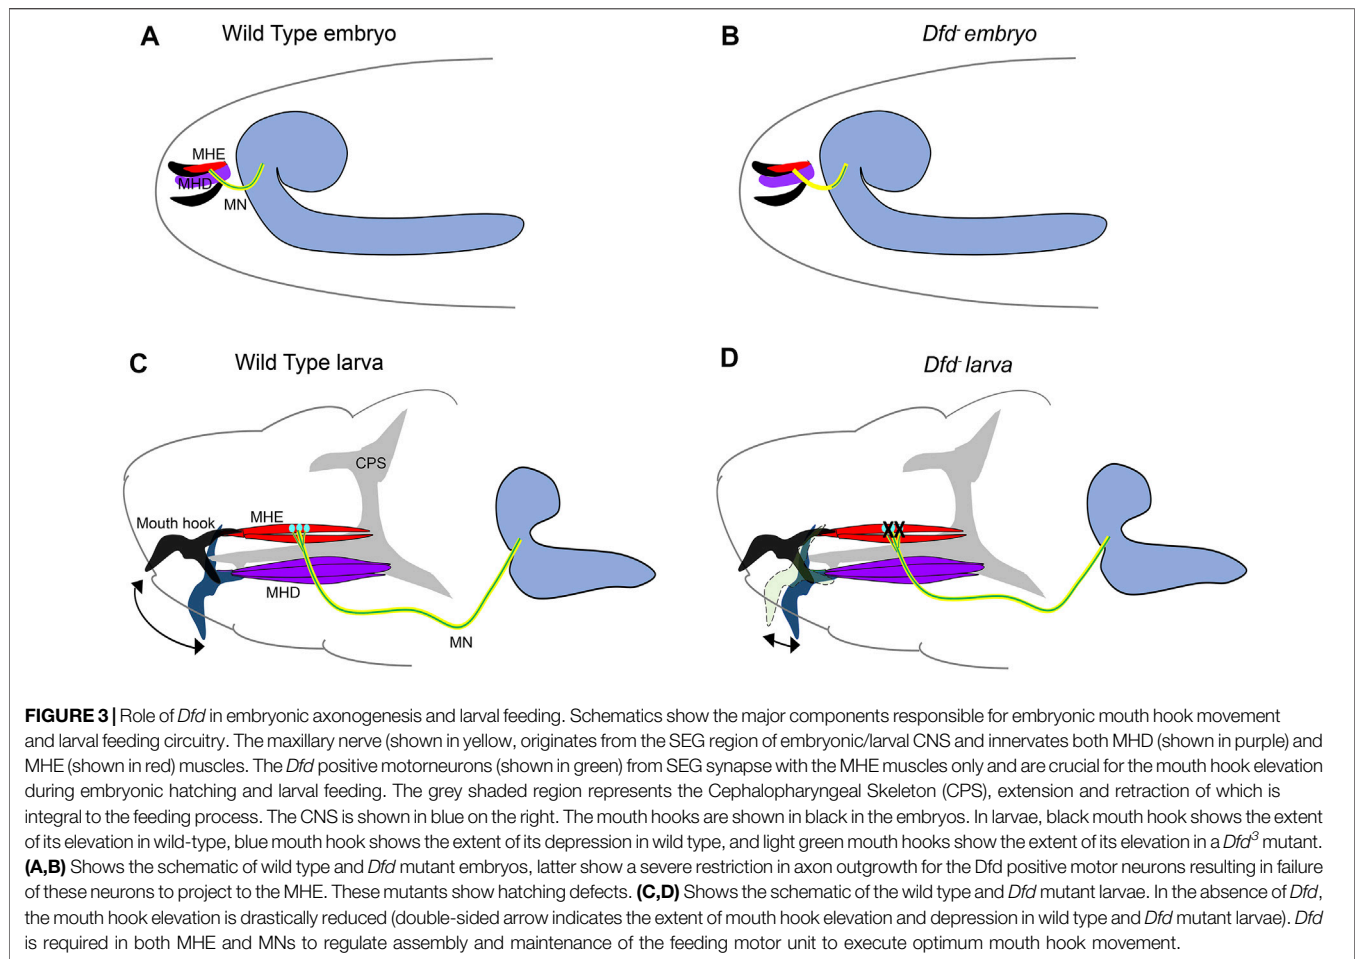 A
Wild Type embryo
B
Dfd- embryo
MHE
MHD
MN
C
Wild Type larva
D
Dfd- larva
CPS
Mouth hook
MHE
XX
MHD
MN
FIGURE 3 | Role of Dfd in embryonic axonogenesis and larval feeding. Schematics show the major components responsible for embryonic mouth hook movement
and larval feeding circuitry. The maxillary nerve (shown in yellow, originates from the SEG region of embryonic/larval CNS and innervates both MHD (shown in purple) and
MHE (shown in red) muscles. The Dfd positive motorneurons (shown in green) from SEG synapse with the MHE muscles only and are crucial for the mouth hook elevation
during embryonic hatching and larval feeding. The grey shaded region represents the Cephalopharyngeal Skeleton (CPS), extension and retraction of which is
integral to the feeding process. The CNS is shown in blue on the right. The mouth hooks are shown in black in the embryos. In larvae, black mouth hook shows the extent
of its elevation in wild-type, blue mouth hook shows the extent of its depression in wild type, and light green mouth hooks show the extent of its elevation in a Dfd3 mutant.
(A,B) Shows the schematic of wild type and Dfd mutant embryos, latter show a severe restriction in axon outgrowth for the Dfd positive motor neurons resulting in failure
of these neurons to project to the MHE. These mutants show hatching defects. (C,D) Shows the schematic of the wild type and Dfd mutant larvae. In the absence of Dfd,
the mouth hook elevation is drastically reduced (double-sided arrow indicates the extent of mouth hook elevation and depression in wild type and Dfd mutant larvae). Dfd
is required in both MHE and MNs to regulate assembly and maintenance of the feeding motor unit to execute optimum mouth hook movement.